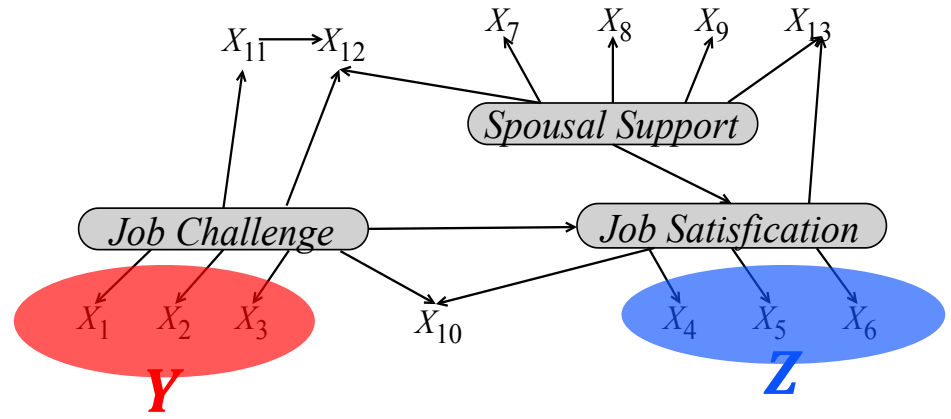 X7 X8 X9 X13
X11 X12
Spousal Support
Job Challenge Job Satisfication
X1 X2 X3 X10 X4 X5 X6
Y Z